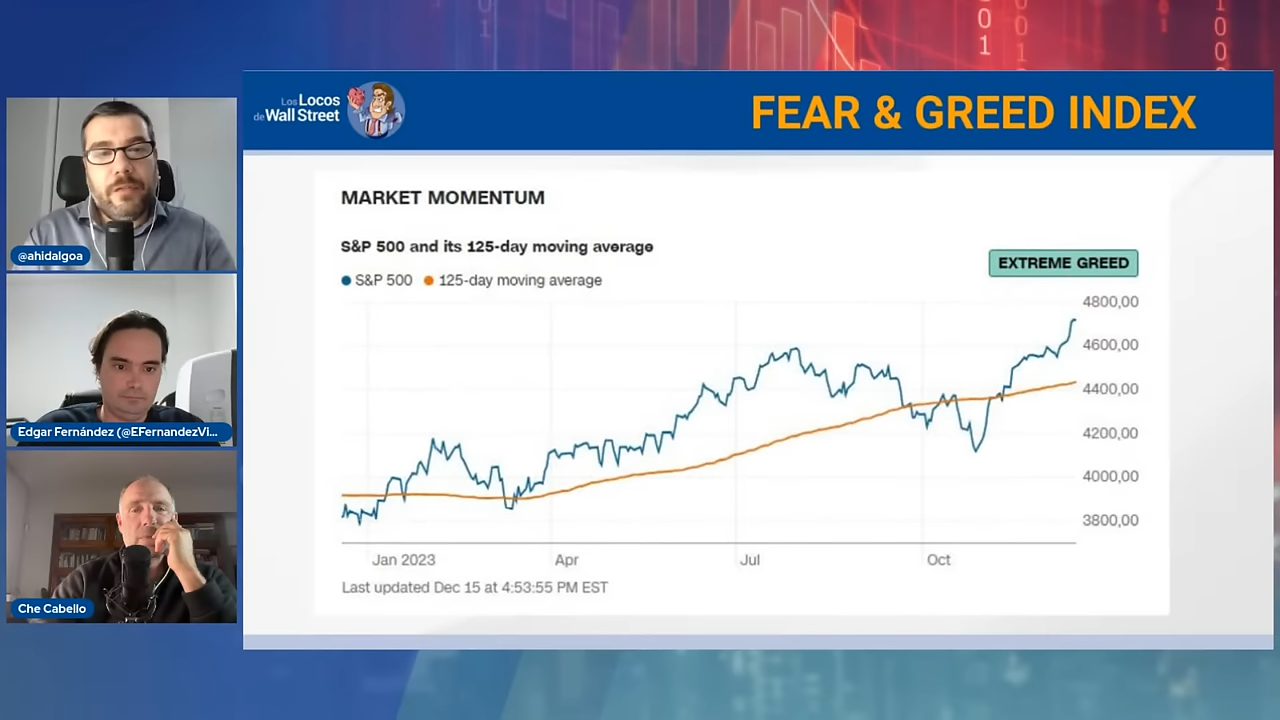 Los Locos
de Wall Street
FEAR & GREED INDEX
MARKET MOMENTUM
S&P 500 and its 125-day moving average
EXTREME GREED
S&P 500 125-day moving average
4800,00
4600,00
4400,00
4200,00
4000,00
3800,00
Jan 2023 Apr Jul Oct
Last updated Dec 15 at 4:53:55 PM EST
@ahidalgoa
Edgar Fernández (@EFernandezVi...
Che Cabello